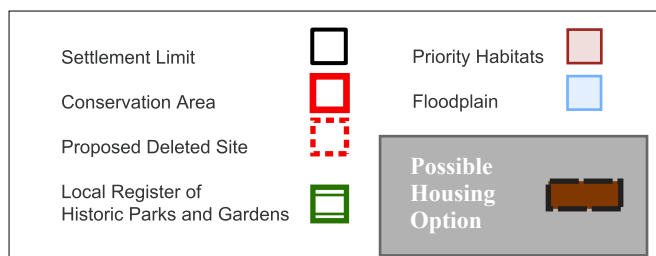 Settlement Limit
Conservation Area
Proposed Deleted Site
Local Register of
Historic Parks and Gardens
Priority Habitats
Floodplain
Possible
Housing
Option